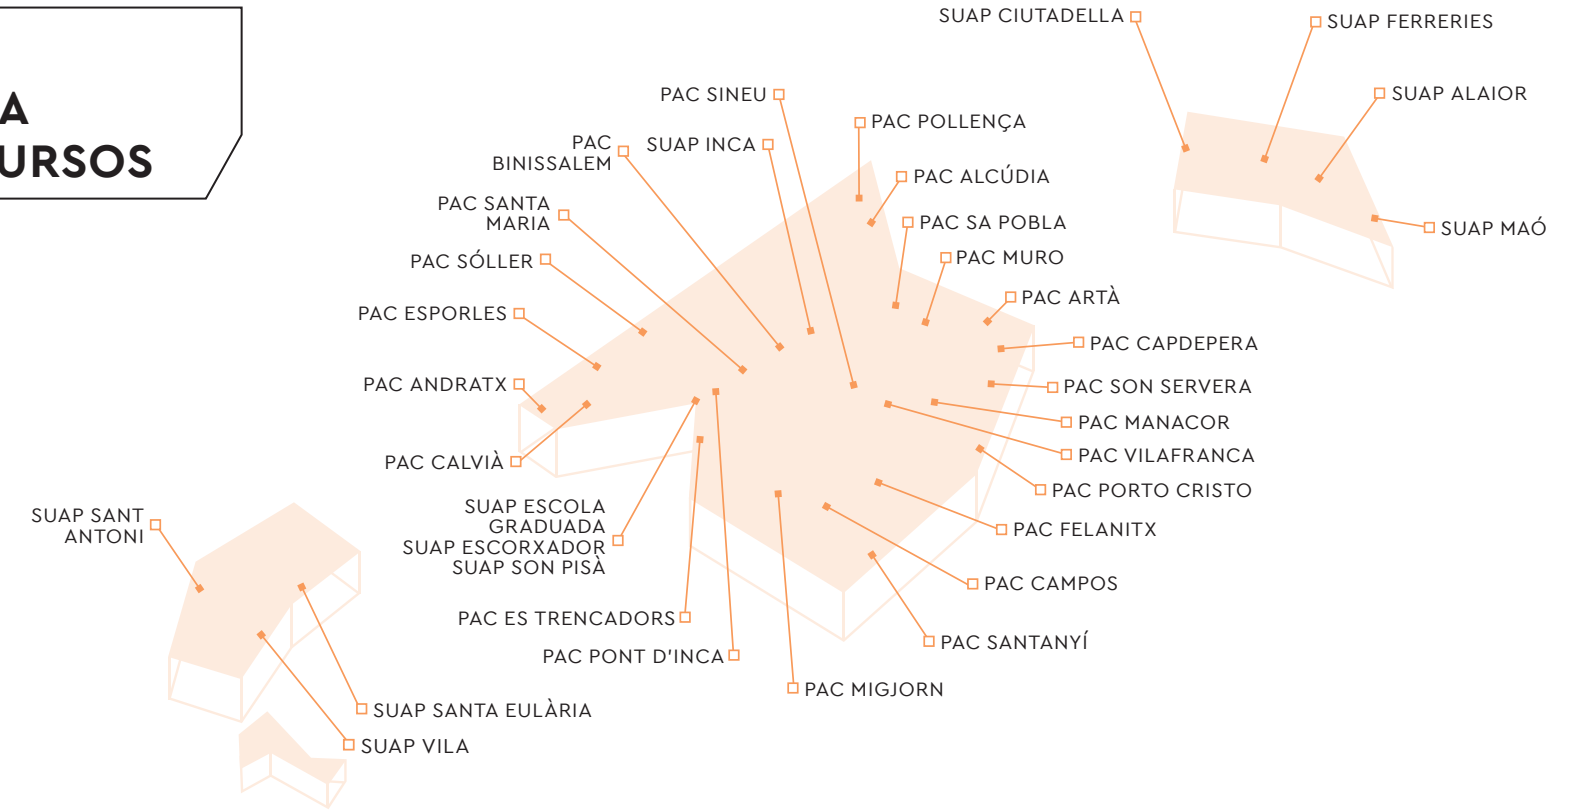 A
URSOS
SUAP CIUTADELLA
SUAP FERRERIES
SUAP ALAIOR
SUAP MAÓ
PAC SINEU
SUAP INCA
PAC
BINISSALEM
PAC SANTA
MARIA
PAC SÓLLER
PAC ESPORLES
PAC ANDRATX
PAC CALVIÀ
PAC POLLENÇA
PAC ALCÚDIA
PAC SA POBLA
PAC MURO
PAC ARTÀ
PAC CAPDEPERA
PAC SON SERVERA
PAC MANACOR
PAC VILAFRANCA
PAC PORTO CRISTO
PAC FELANITX
PAC CAMPOS
PAC SANTANYÍ
PAC MIGJORN
SUAP ESCOLA
GRADUADA
SUAP ESCORXADOR
SUAP SON PISÀ
PAC ES TRENCADORS
PAC PONT D'INCA
SUAP SANT
ANTONI
SUAP SANTA EULÀRIA
SUAP VILA